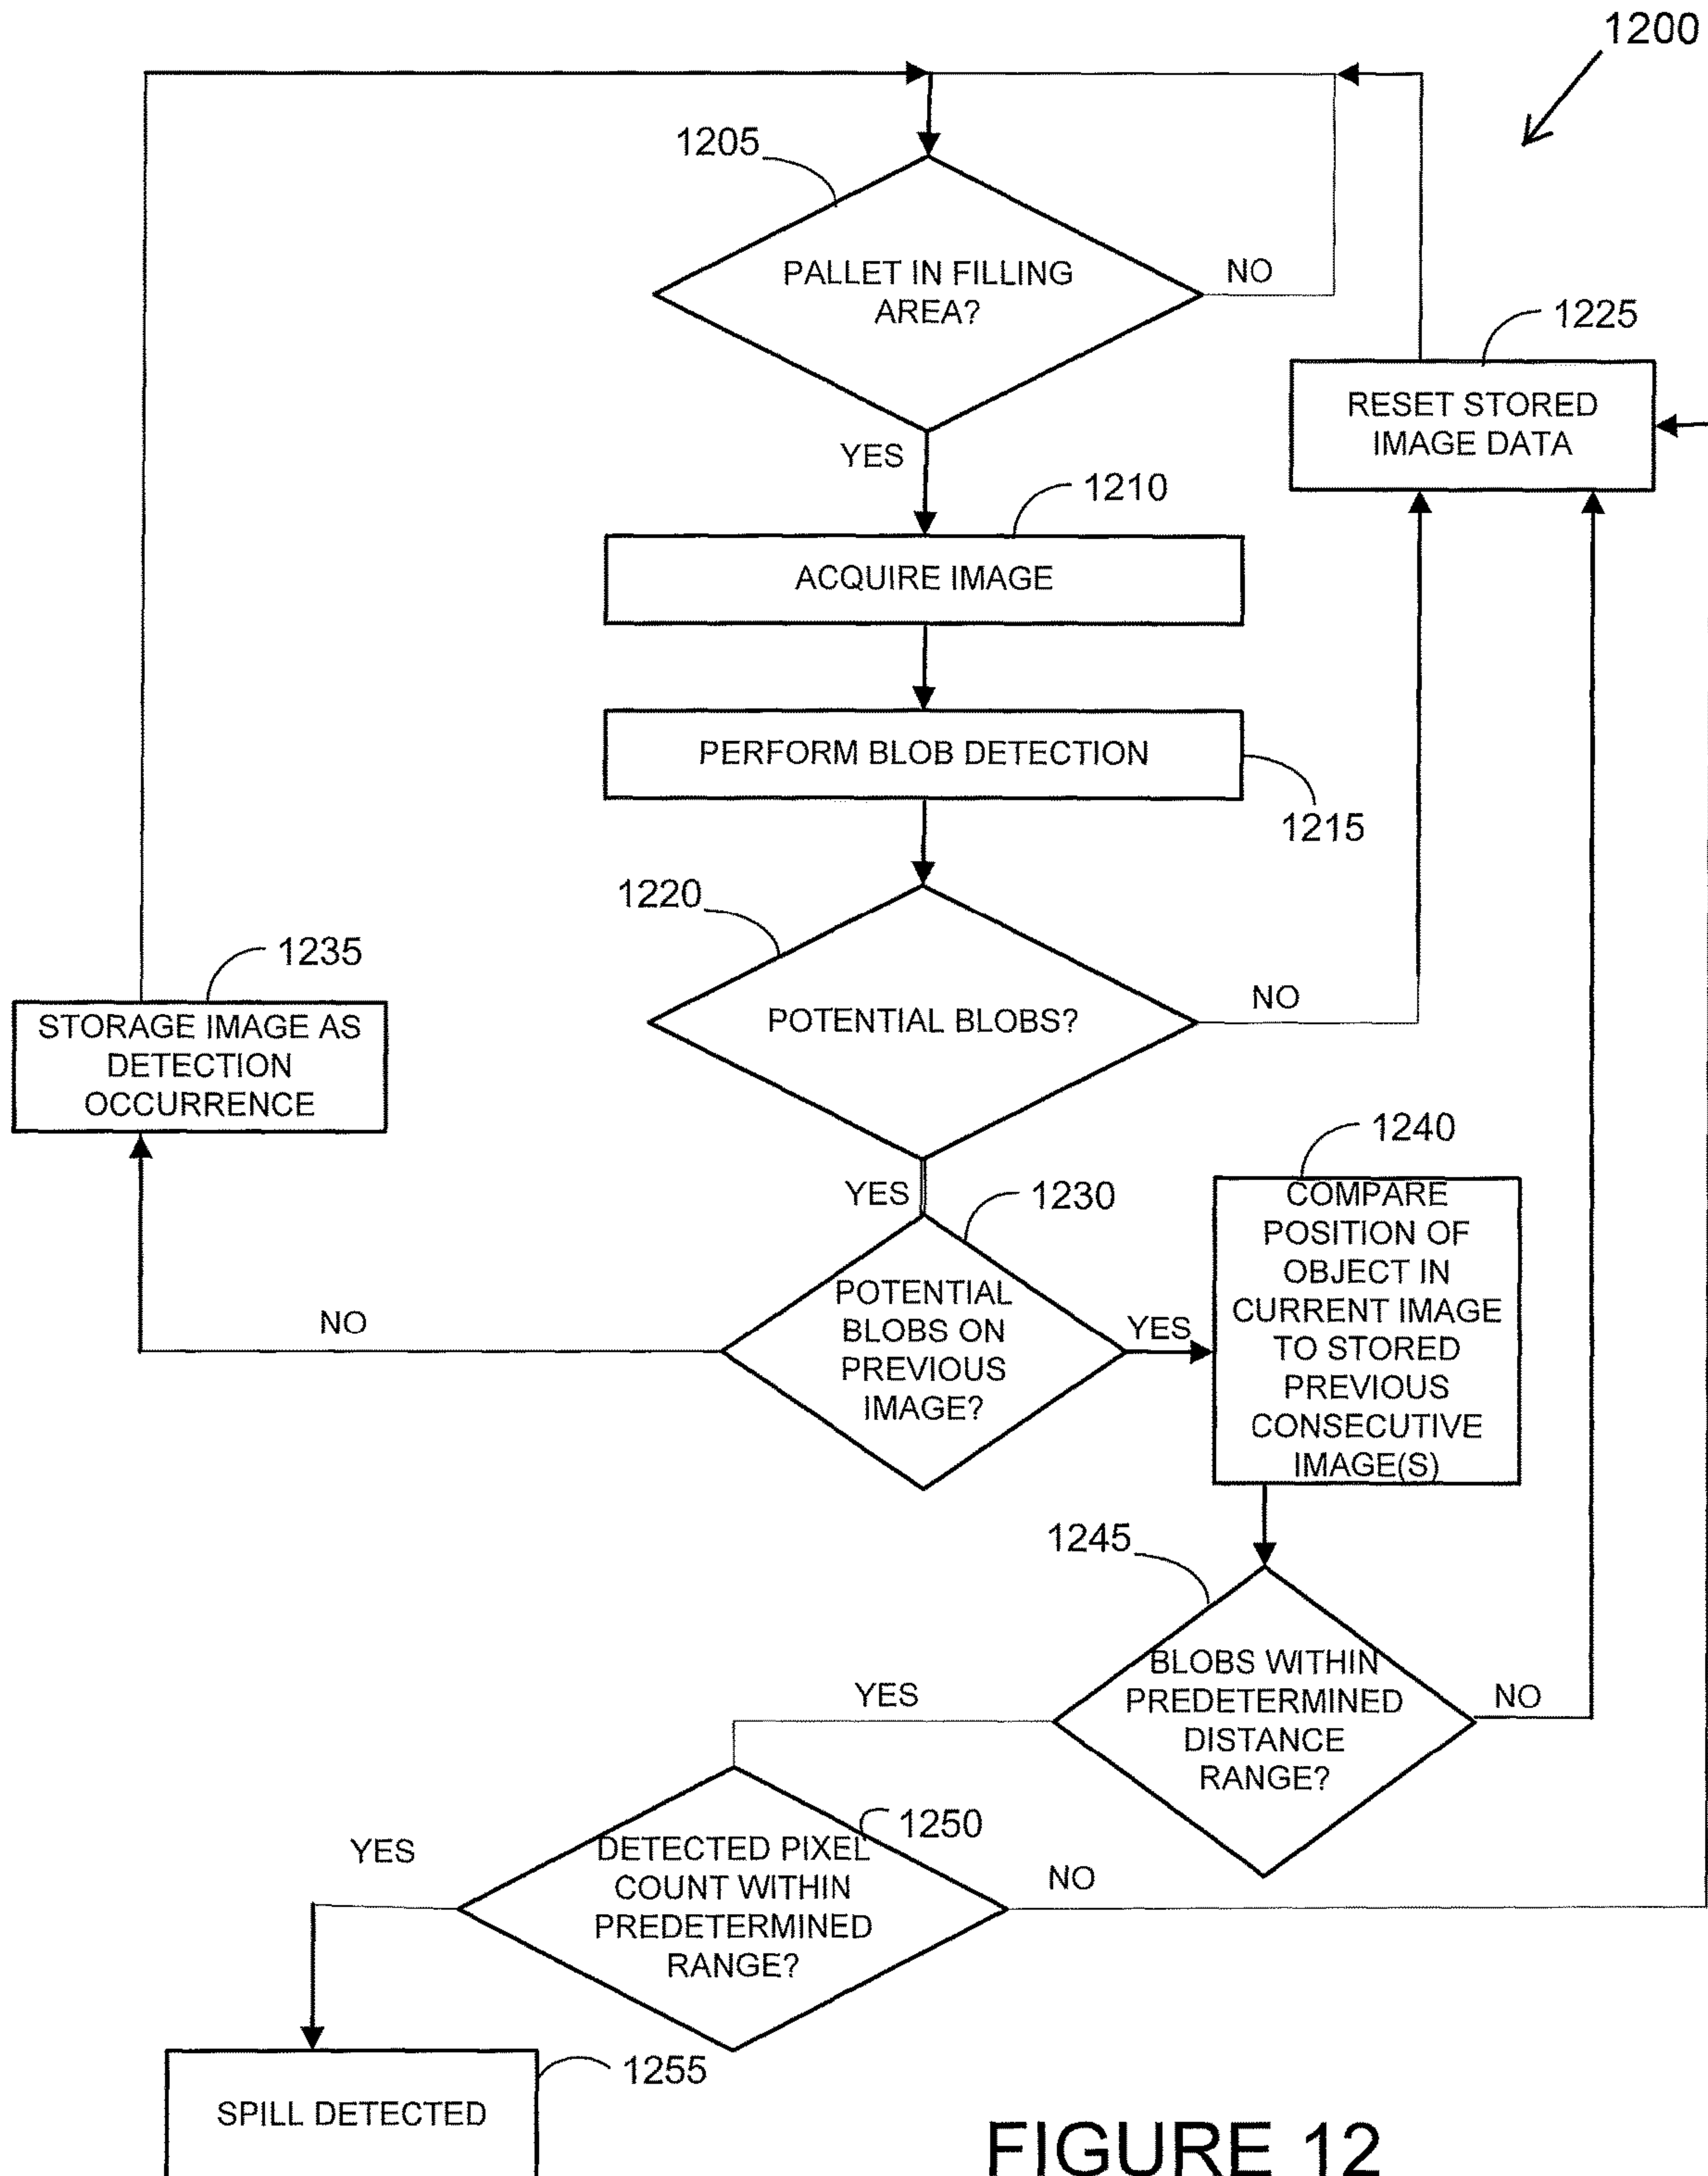 1200
1205
PALLET IN FILLING
AREA?
NO
1225
RESET STORED
IMAGE DATA
YES
1210
ACQUIRE IMAGE
PERFORM BLOB DETECTION
1215
1220
1235
STORAGE IMAGE AS
DETECTION
OCCURRENCE
POTENTIAL BLOBS?
NO
YES
1230
1240
COMPARE
POSITION OF
OBJECT IN
CURRENT IMAGE
TO STORED
PREVIOUS
CONSECUTIVE
IMAGE(S)
POTENTIAL
BLOBS ON
PREVIOUS
IMAGE?
NO
YES
1245
BLOBS WITHIN
PREDETERMINED
DISTANCE
RANGE?
YES
NO
1250
DETECTED PIXEL
COUNT WITHIN
PREDETERMINED
RANGE?
YES
NO
1255
SPILL DETECTED
FIGURE 12